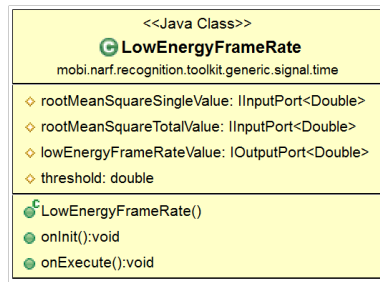 <<Java Class>>
C LowEnergyFrameRate
mobi.narf.recognition.toolkit.generic.signal.time
rootMeanSquareSingleValue: IInputPort<Double>
rootMeanSquareTotalValue: IInputPort<Double>
lowEnergyFrameRateValue: IOutputPort<Double>
threshold: double
C LowEnergyFrameRate()
onInit():void
onExecute():void